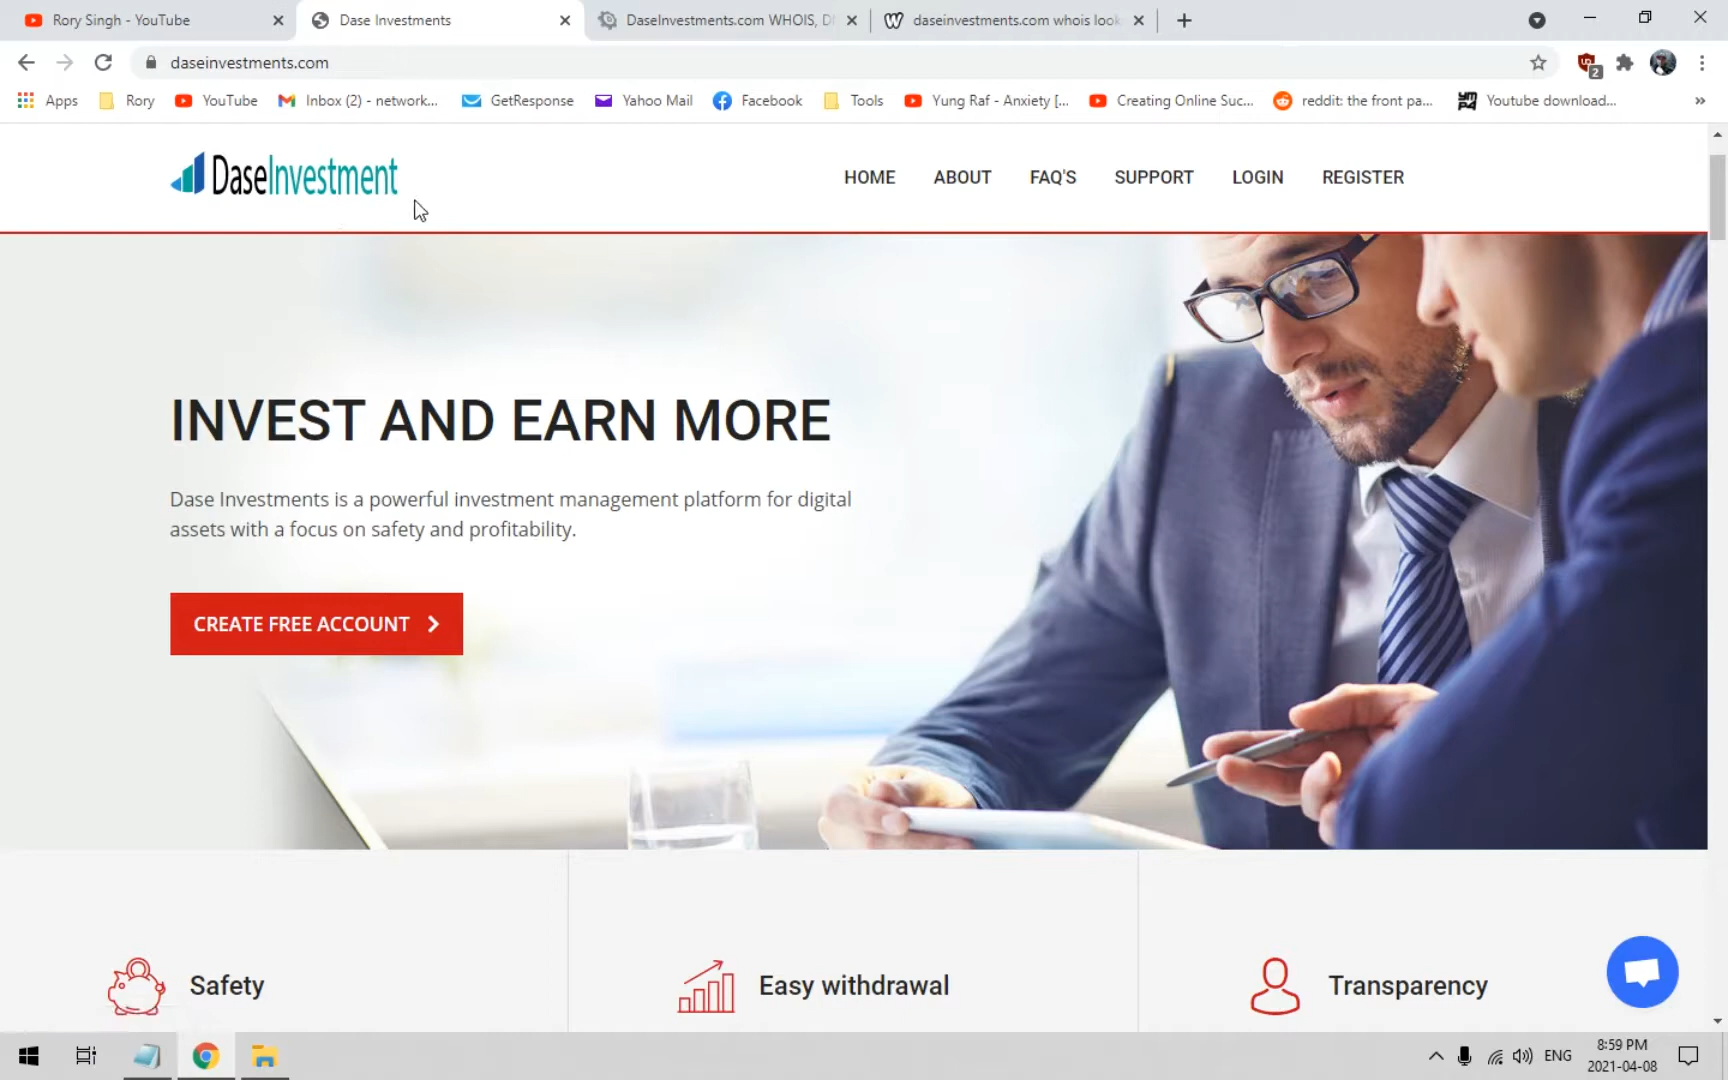 Rory Singh - YouTube
Dase Investments
DaseInvestments.com WHOIS, D
daseinvestments.com whois look
daseinvestments.com
2
Apps
Rory
YouTube
Inbox (2) - network...
GetResponse
Yahoo Mail
Facebook
Tools
Yung Raf - Anxiety [...
Creating Online Suc...
reddit: the front pa...
Youtube download...
DaseInvestment
HOME
ABOUT
FAQ'S
SUPPORT
LOGIN
REGISTER
INVEST AND EARN MORE
Dase Investments is a powerful investment management platform for digital
assets with a focus on safety and profitability.
CREATE FREE ACCOUNT
Safety
Easy withdrawal
Transparency
ENG
8:59 PM
2021-04-08